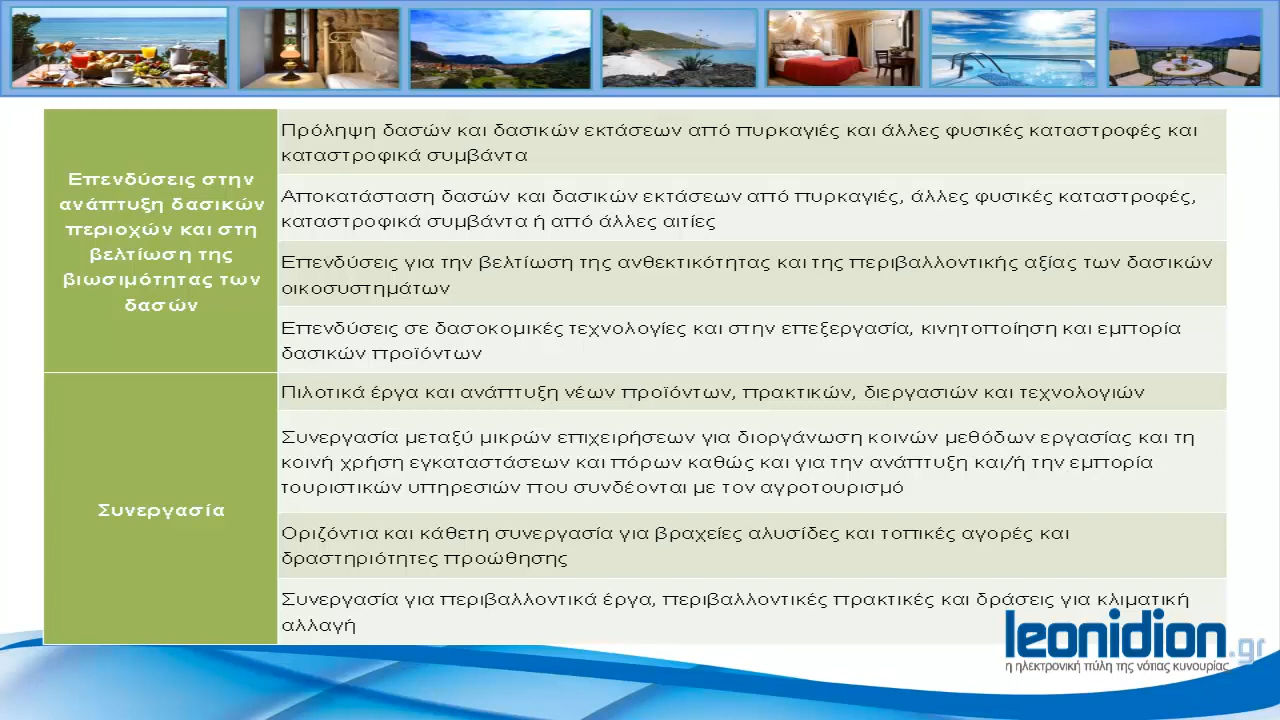 Επενδύσεις στην
ανάπτυξη δασικών
περιοχών και στη
βελτίωση της
βιωσιμότητας των
δασών
Πρόληψη δασών και δασικών εκτάσεων από πυρκαγιές και άλλες φυσικές καταστροφές και
καταστροφικά συμβάντα
Αποκατάσταση δασών και δασικών εκτάσεων από πυρκαγιές, άλλες φυσικές καταστροφές,
καταστροφικά συμβάντα ή από άλλες αιτίες
Επενδύσεις για την βελτίωση της ανθεκτικότητας και της περιβαλλοντικής αξίας των δασικών
οικοσυστημάτων
Επενδύσεις σε δασοκομικές τεχνολογίες και στην επεξεργασία, κινητοποίηση και εμπορία
δασικών προϊόντων
Συνεργασία
Πιλοτικά έργα και ανάπτυξη νέων προϊόντων, πρακτικών, διεργασιών και τεχνολογιών
Συνεργασία μεταξύ μικρών επιχειρήσεων για διοργάνωση κοινών μεθόδων εργασίας και τη
κοινή χρήση εγκαταστάσεων και πόρων καθώς και για την ανάπτυξη και/ή την εμπορία
τουριστικών υπηρεσιών που συνδέονται με τον αγροτουρισμό
Οριζόντια και κάθετη συνεργασία για βραχείες αλυσίδες και τοπικές αγορές και
δραστηριότητες προώθησης
Συνεργασία για περιβαλλοντικά έργα, περιβαλλοντικές πρακτικές και δράσεις για κλιματική
αλλαγή
leonidion.gr
η ηλεκτρονική πύλη της νότιας κυνουρίας